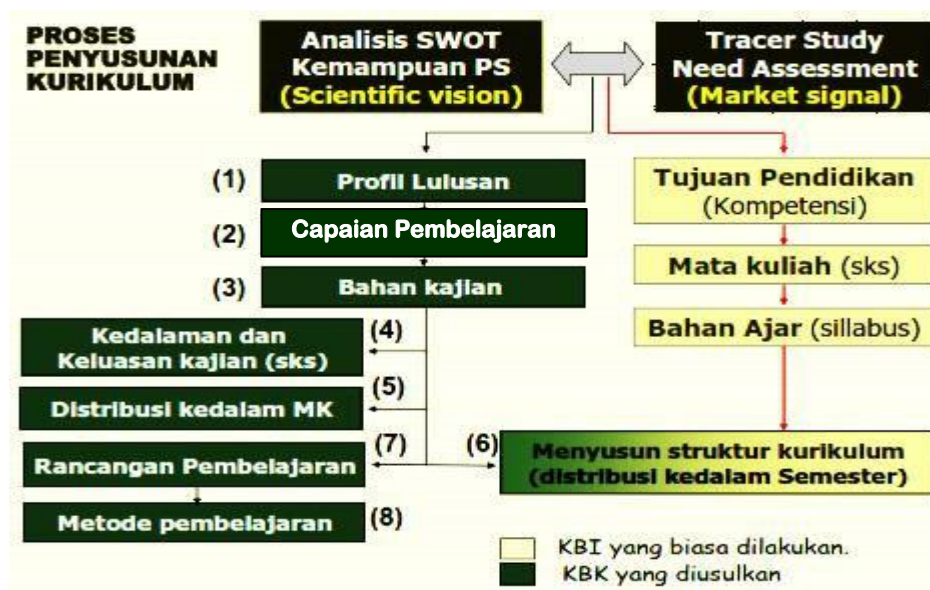 PROSES
PENYUSUNAN
KURIKULUM
Analisis SWOT
Kemampuan PS
(Scientific vision)
Tracer Study
Need Assessment
(Market signal)
(1)
Profil Lulusan
(2)
Capaian Pembelajaran
(3)
Bahan kajian
Tujuan Pendidikan
(Kompetensi)
Mata kuliah (sks)
Bahan Ajar (sillabus)
Kedalaman dan
Keluasan kajian (sks)
(4)
Distribusi kedalam MK
(5)
Rancangan Pembelajaran
(7)
(6)
Menyusun struktur kurikulum
(distribusi kedalam Semester)
Metode pembelajaran
(8)
KBI yang biasa dilakukan.
KBK yang diusulkan